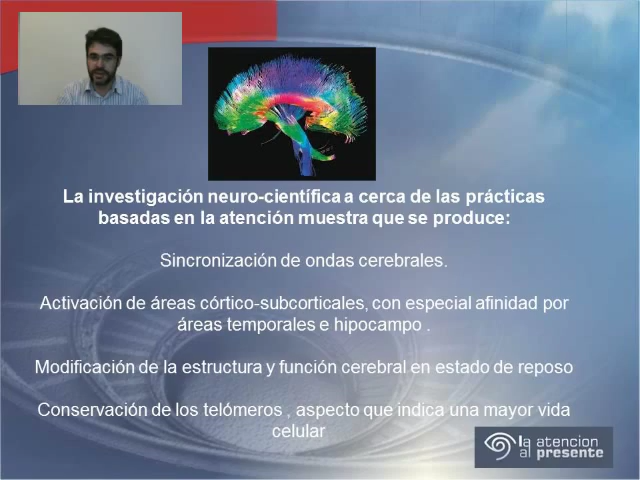 La investigación neuro-científica a cerca de las prácticas
basadas en la atención muestra que se produce:
Sincronización de ondas cerebrales.
Activación de áreas córtico-subcorticales, con especial afinidad por
áreas temporales e hipocampo .
Modificación de la estructura y función cerebral en estado de reposo
Conservación de los telómeros , aspecto que indica una mayor vida
celular
la atencion
al presente